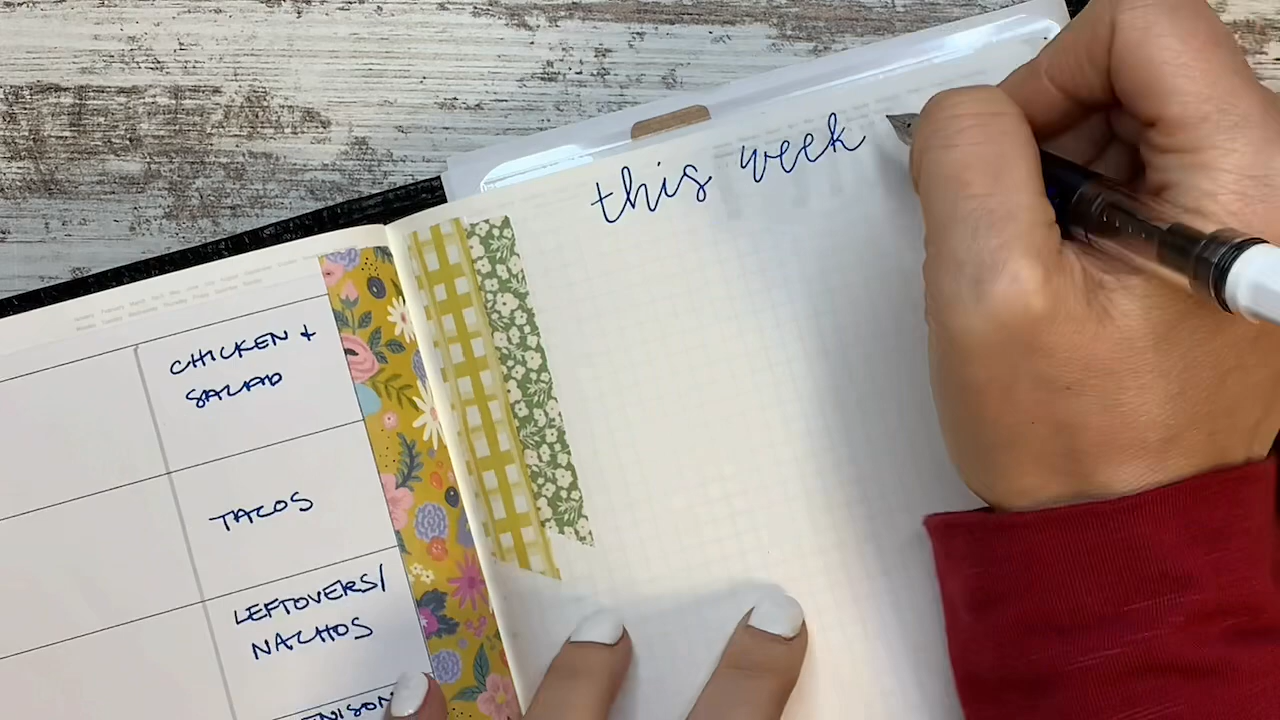 CHICKEN +
SALAD
TACOS
LEFTOVERS/
NACHOS
this week